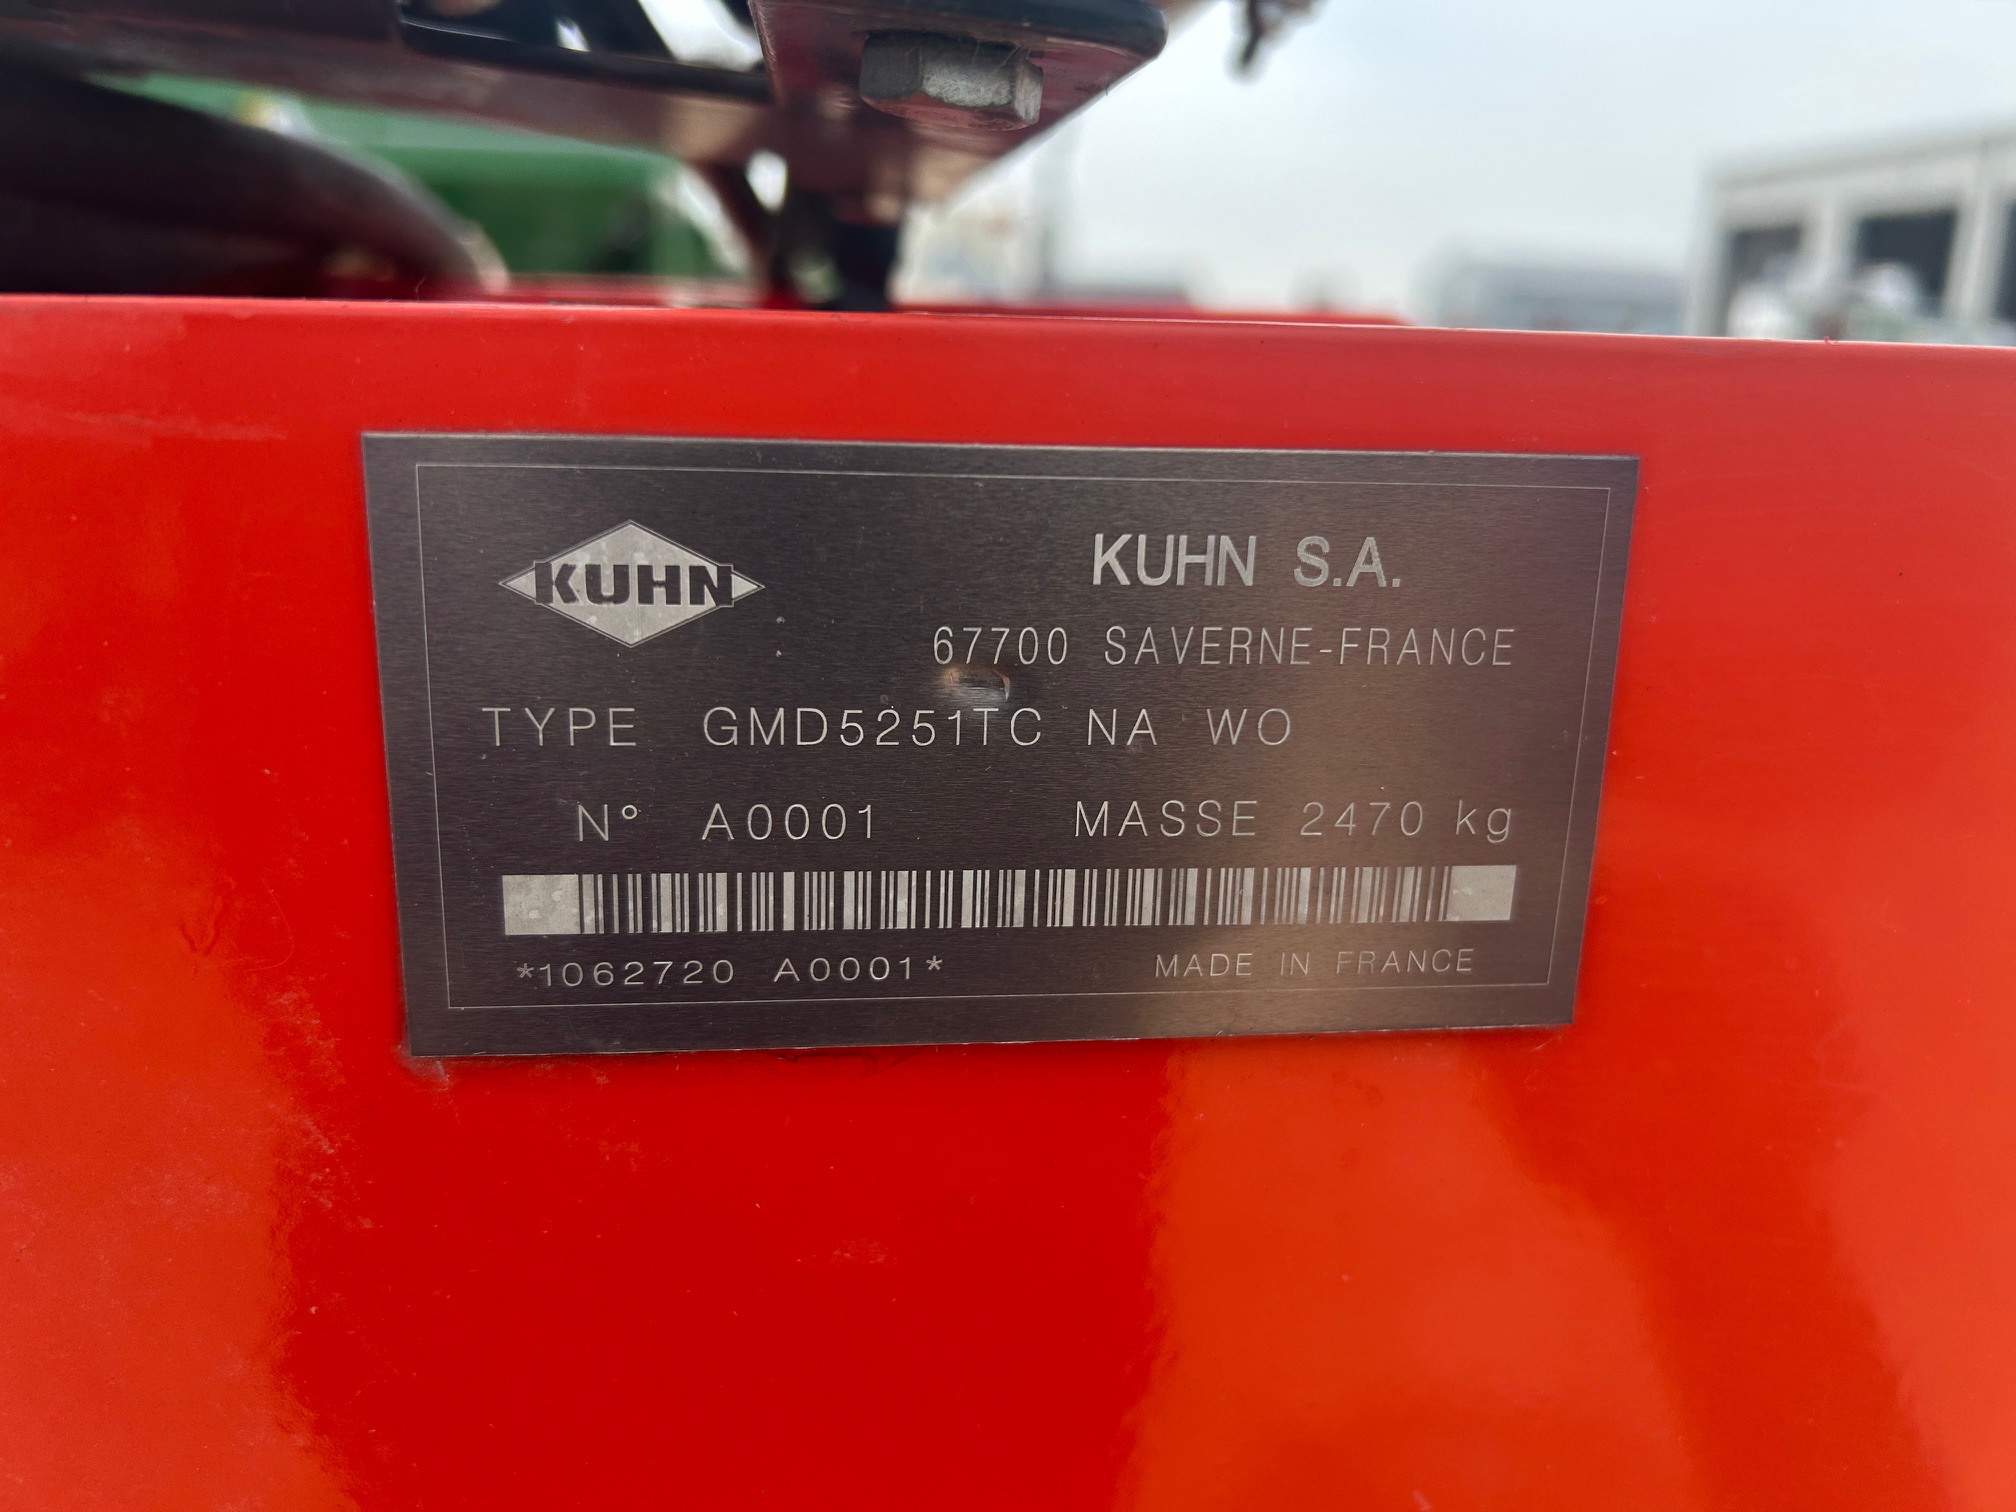 KUHN
KUHN S.A.
67700 SAVERNE-FRANCE
TYPE GMD5251TC NA WO
N° A0001 MASSE 2470 kg
*1062720 A0001* MADE IN FRANCE